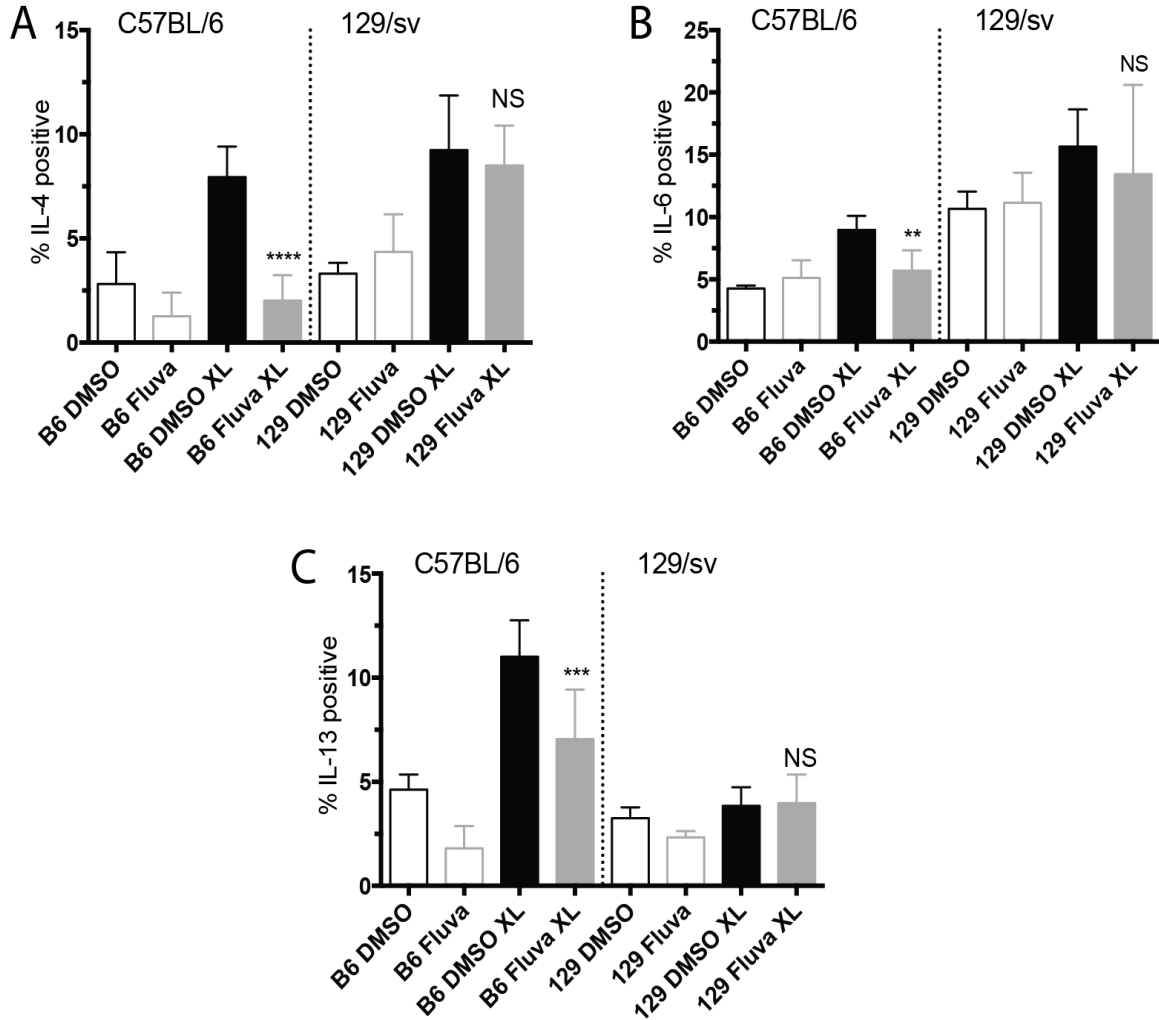 A
C57BL/6
129/sv
15
10
5
0
% IL-4 positive
****
NS
B6 DMSO
B6 Fluva
B6 DMSO XL
B6 Fluva XL
129 DMSO
129 Fluva
129 DMSO XL
129 Fluva XL
B
C57BL/6
129/sv
25
20
15
10
5
0
% IL-6 positive
**
NS
B6 DMSO
B6 Fluva
B6 DMSO XL
B6 Fluva XL
129 DMSO
129 Fluva
129 DMSO XL
129 Fluva XL
C
C57BL/6
129/sv
15
10
5
0
% IL-13 positive
***
NS
B6 DMSO
B6 Fluva
B6 DMSO XL
B6 Fluva XL
129 DMSO
129 Fluva
129 DMSO XL
129 Fluva XL